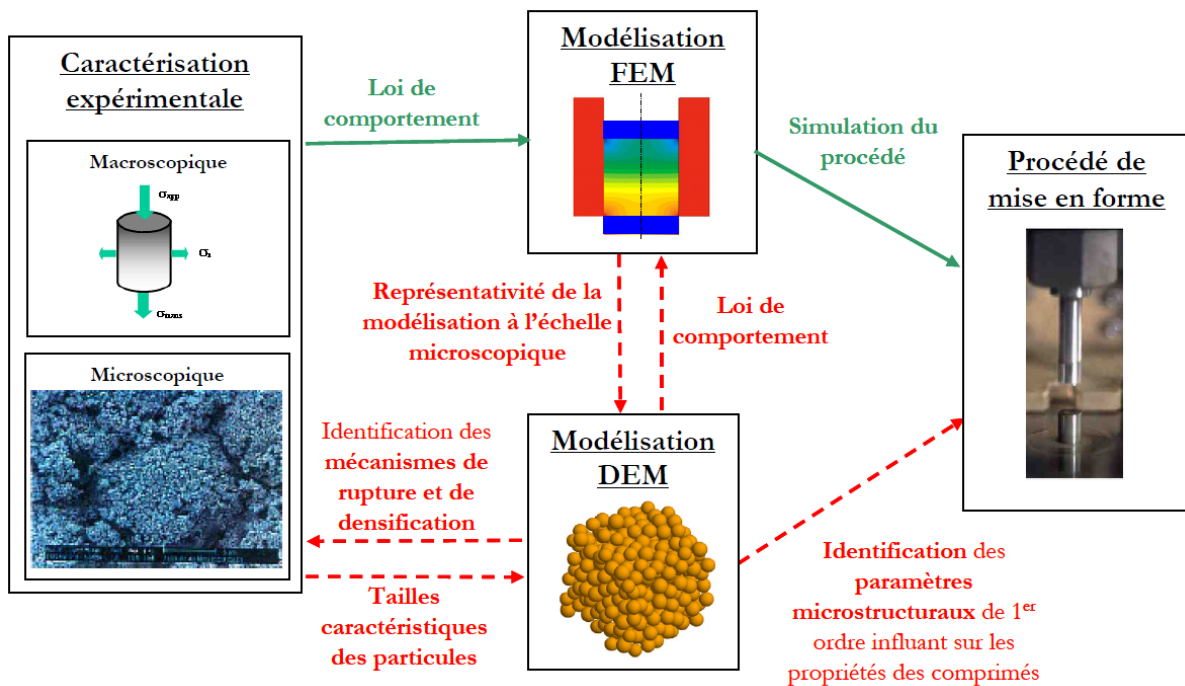 Caractérisation
expérimentale
Macroscopique
σapp
σa
σtrans
Microscopique
Loi de
comportement
Modélisation
FEM
Simulation du
procédé
Procédé de
mise en forme
Représentativité de la
modélisation à l'échelle
microscopique
Loi de
comportement
Identification des
mécanismes de
rupture et de
densification
Tailles
caractéristiques
des particules
Modélisation
DEM
Identification des
paramètres
microstructuraux de 1er
ordre influant sur les
propriétés des comprimés